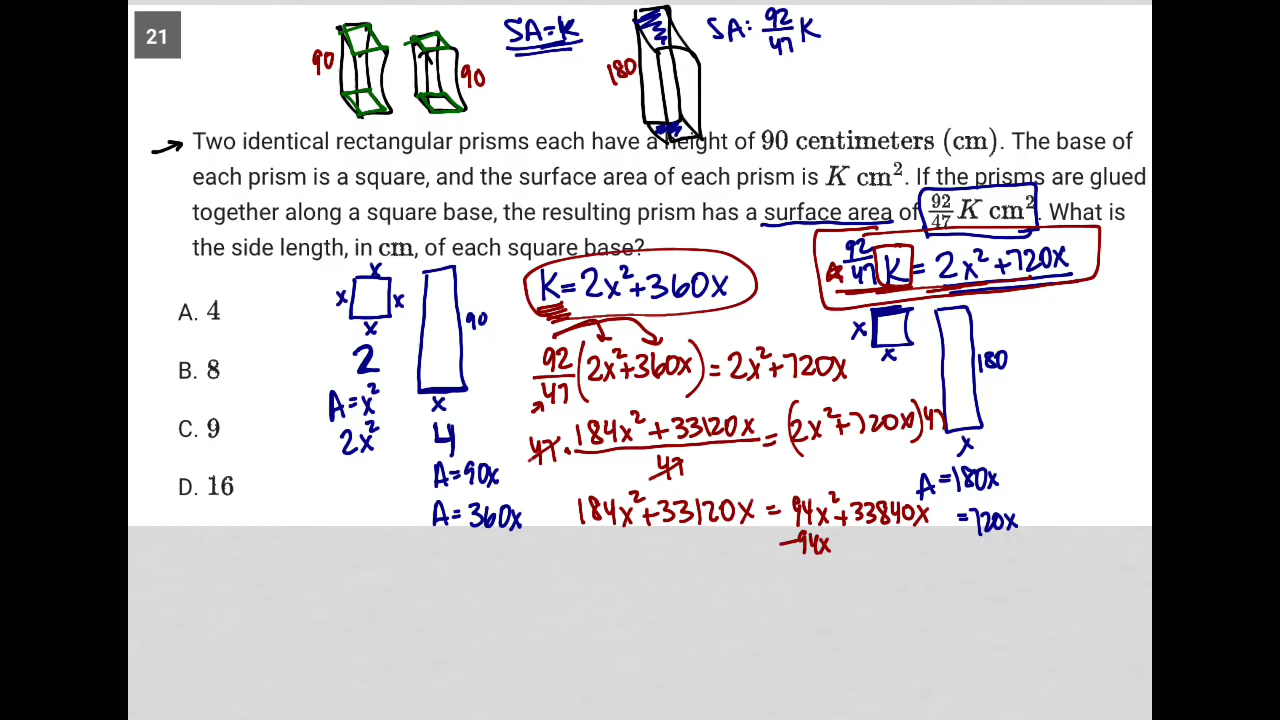 21
90
90
SA=K
180
SA: 92/47 K
Two identical rectangular prisms each have a height of 90 centimeters (cm). The base of
each prism is a square, and the surface area of each prism is K cm². If the prisms are glued
together along a square base, the resulting prism has a surface area of 92/47 K cm². What is
the side length, in cm, of each square base?
A. 4
B. 8
C. 9
D. 16
x
x
x
x
2
A=x²
2x²
90
x
4
A=90x
A=360x
K=2x²+360x
92/47 K = 2x²+720x
92/47 (2x²+360x) = 2x²+720x
47 · 184x²+33120x / 47 = (2x²+720x)47
184x²+33120x = 94x²+33840x
-94x
x
x
180
x
A=180x
=720x